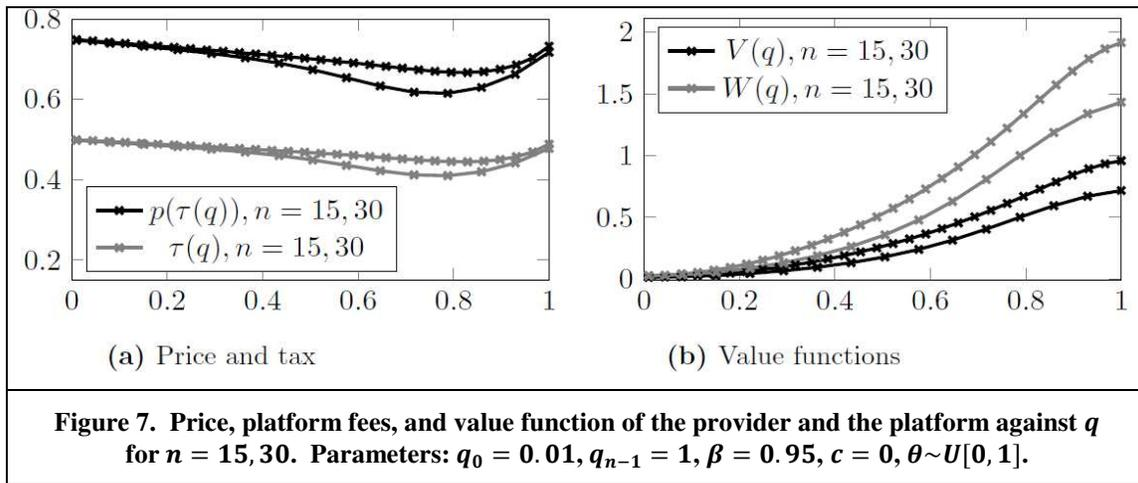 0.8
0.6
0.4
0.2
p(τ(q)), n = 15, 30
τ(q), n = 15, 30
0 0.2 0.4 0.6 0.8 1
(a) Price and tax
2
1.5
1
0.5
0
V(q), n = 15, 30
W(q), n = 15, 30
0 0.2 0.4 0.6 0.8 1
(b) Value functions
Figure 7. Price, platform fees, and value function of the provider and the platform against q
for n = 15, 30. Parameters: q₀ = 0.01, qₙ₋₁ = 1, β = 0.95, c = 0, θ~U[0, 1].